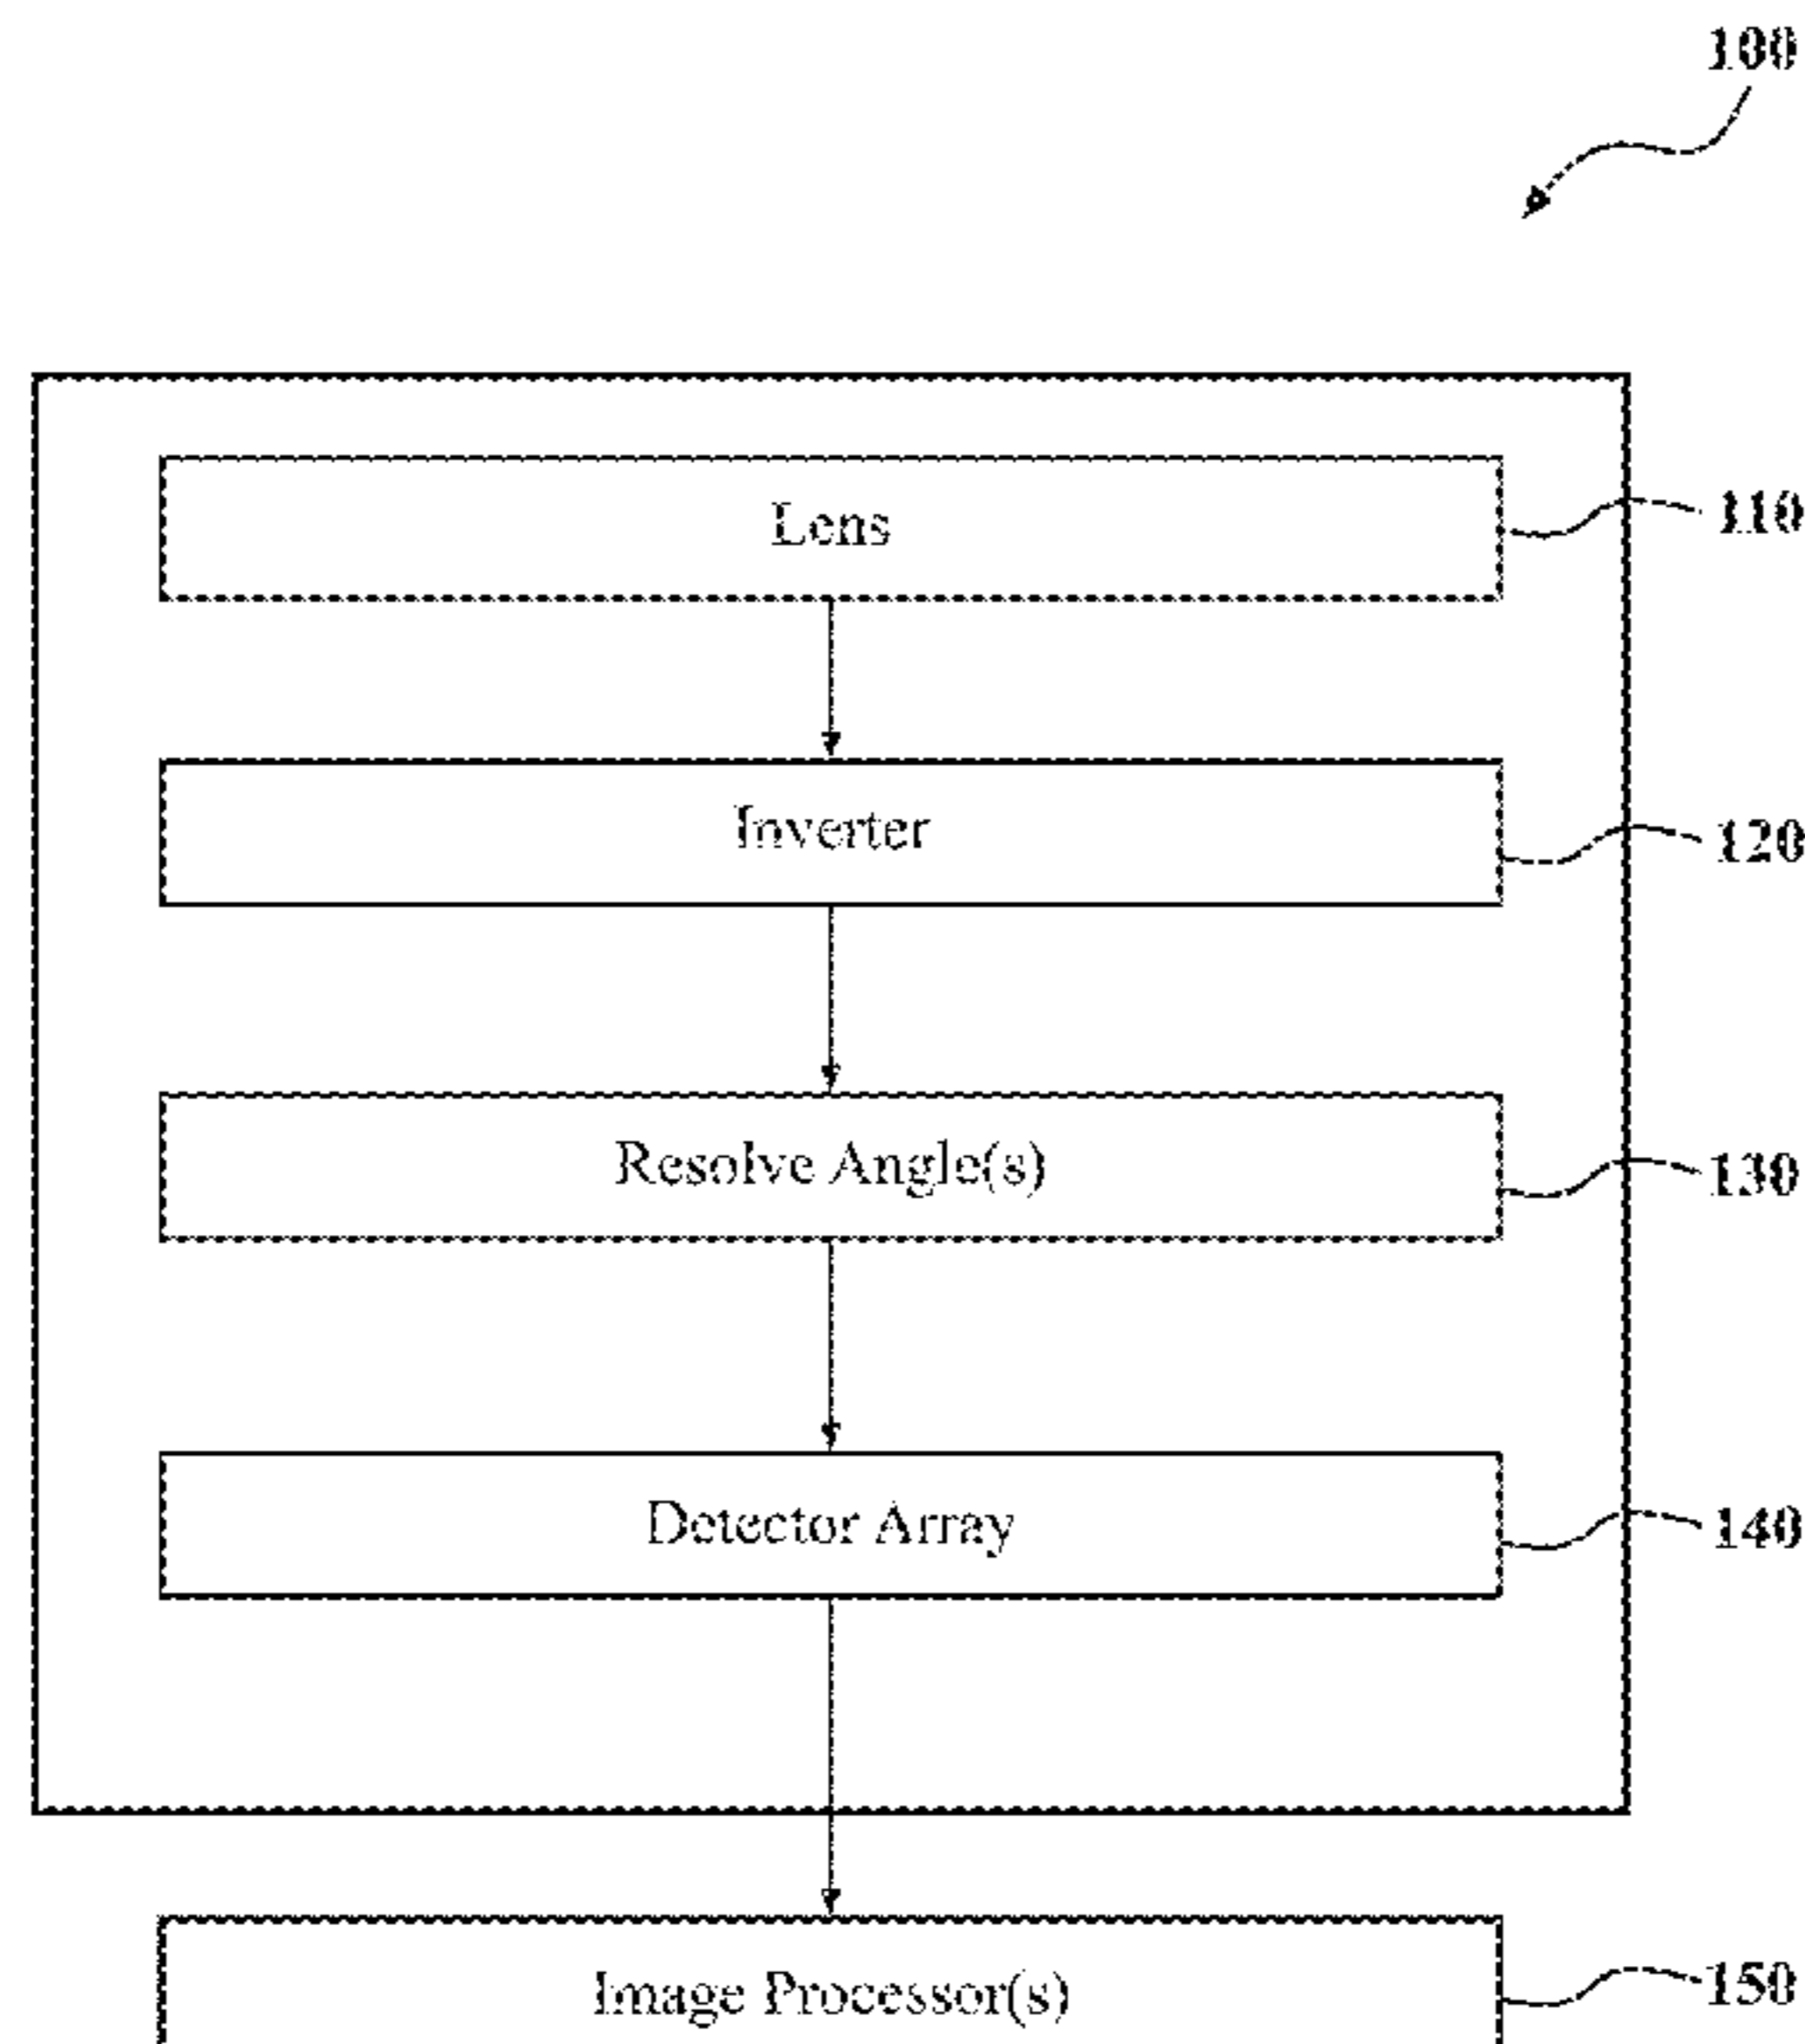 100
Lens
110
Inverter
120
Resolve Angle(s)
130
Detector Array
140
Image Processor(s)
150